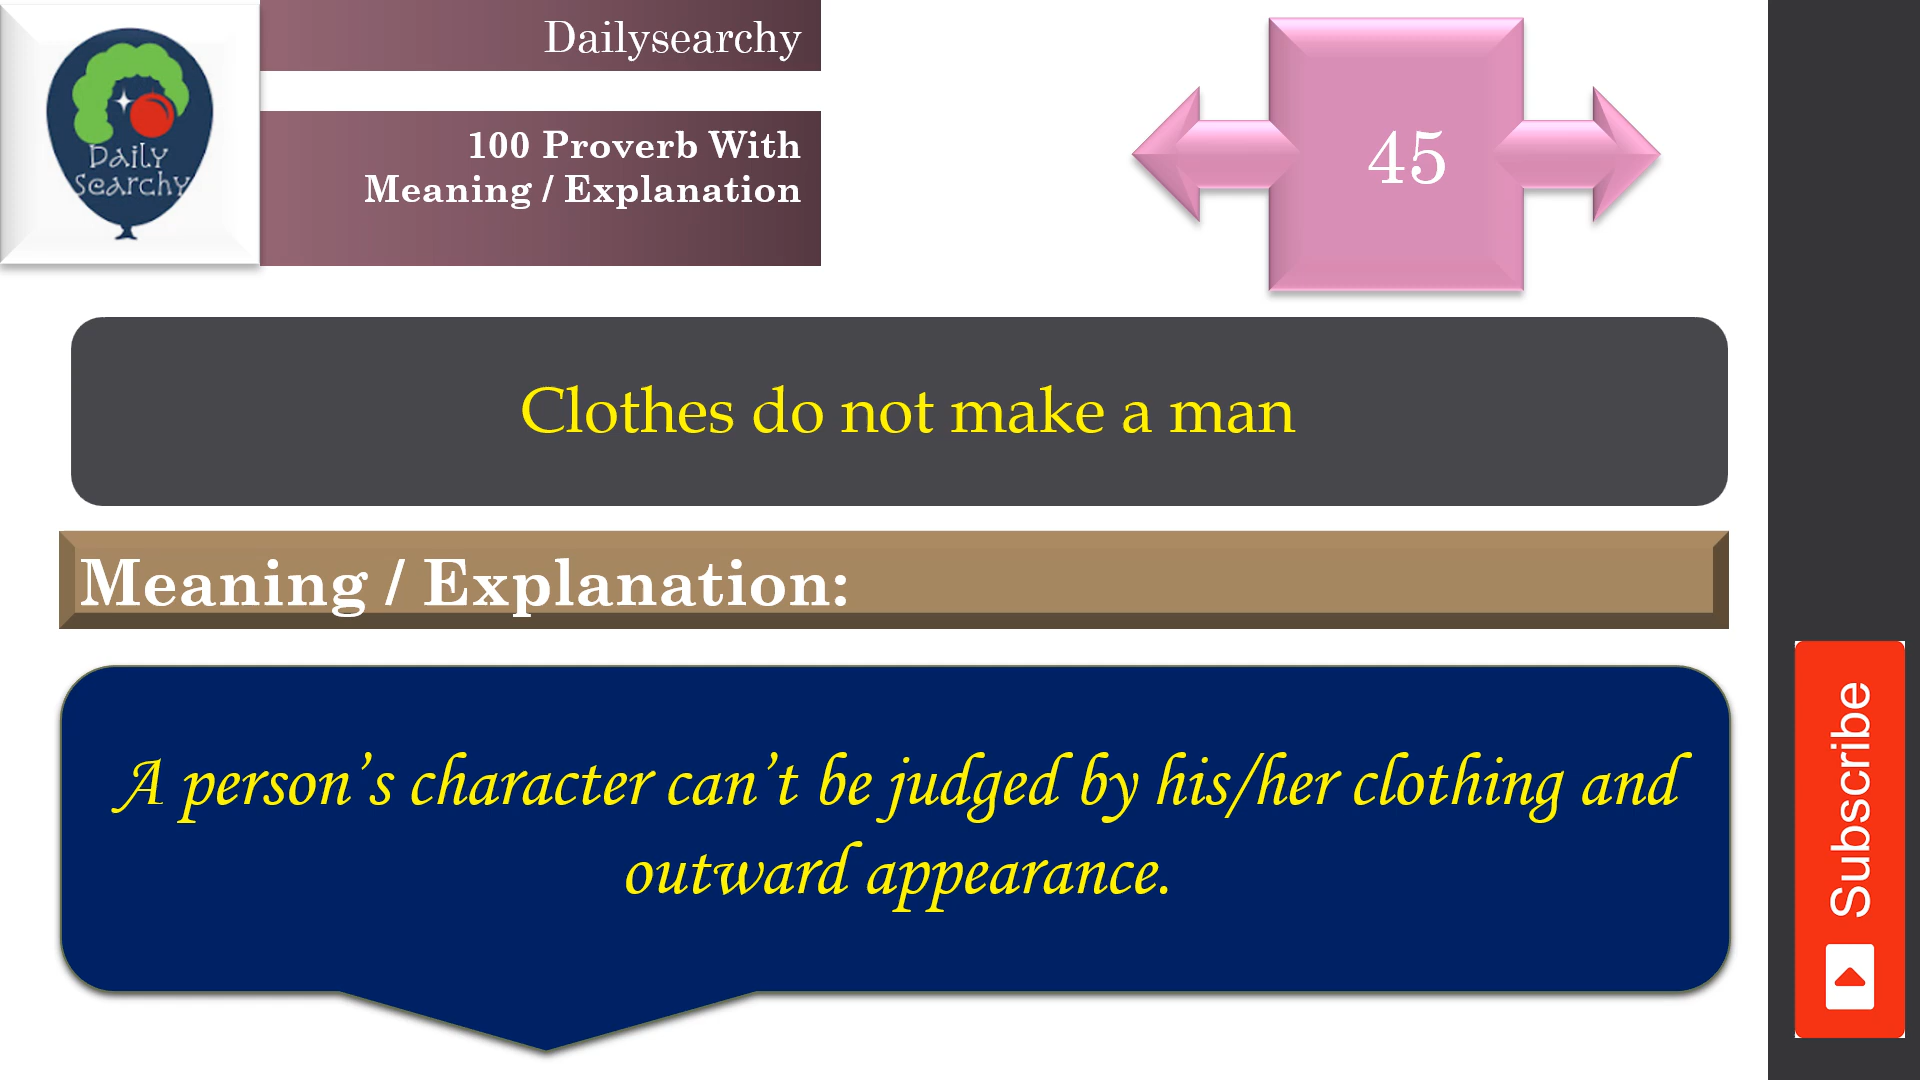 Daily
Searchy
Dailysearchy
100 Proverb With
Meaning / Explanation
45
Clothes do not make a man
Meaning / Explanation:
A person’s character can’t be judged by his/her clothing and
outward appearance.
Subscribe